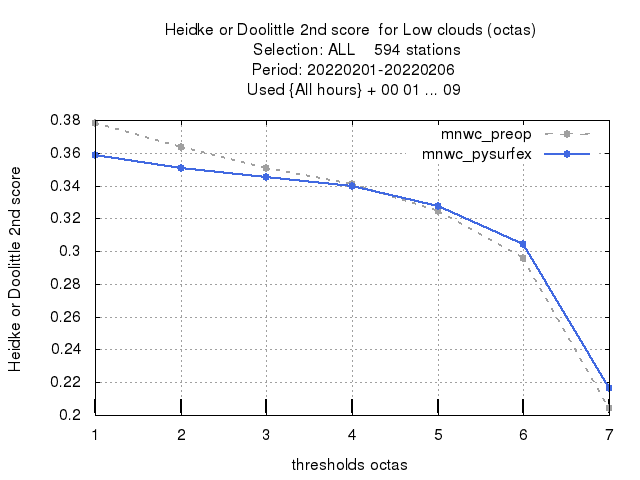 Heidke or Doolittle 2nd score  for Low clouds (octas)
Selection: ALL    594 stations
Period: 20220201-20220206
Used {All hours} + 00 01 ... 09
mnwc_preop
mnwc_pysurfex
Heidke or Doolittle 2nd score
0.38
0.36
0.34
0.32
0.3
0.28
0.26
0.24
0.22
0.2
1 2 3 4 5 6 7
thresholds octas